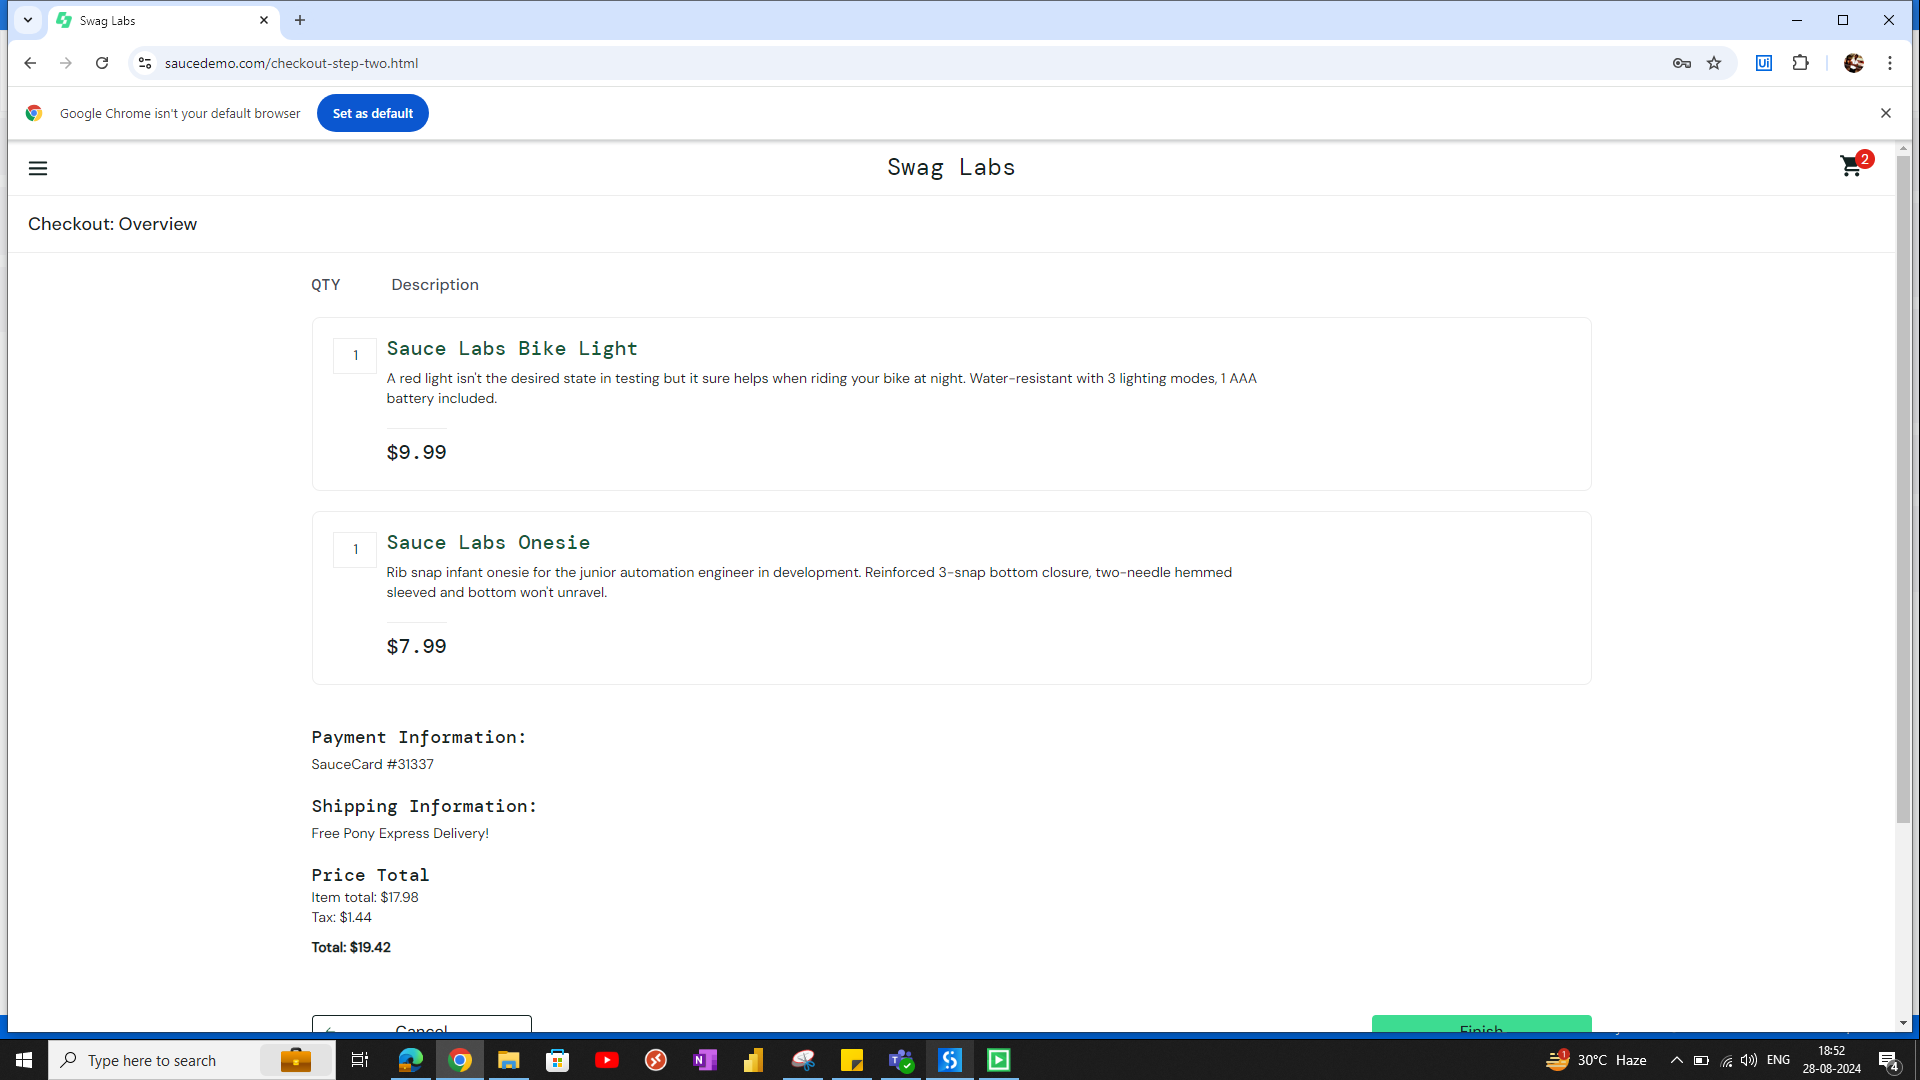 Swag Labs
saucedemo.com/checkout-step-two.html
Google Chrome isn't your default browser
Set as default
Swag Labs
2
Checkout: Overview
QTY Description
1
Sauce Labs Bike Light
A red light isn't the desired state in testing but it sure helps when riding your bike at night. Water-resistant with 3 lighting modes, 1 AAA
battery included.
$9.99
1
Sauce Labs Onesie
Rib snap infant onesie for the junior automation engineer in development. Reinforced 3-snap bottom closure, two-needle hemmed
sleeved and bottom won't unravel.
$7.99
Payment Information:
SauceCard #31337
Shipping Information:
Free Pony Express Delivery!
Price Total
Item total: $17.98
Tax: $1.44
Total: $19.42
Cancel
Finish
Type here to search
30°C Haze
ENG
18:52
28-08-2024
4